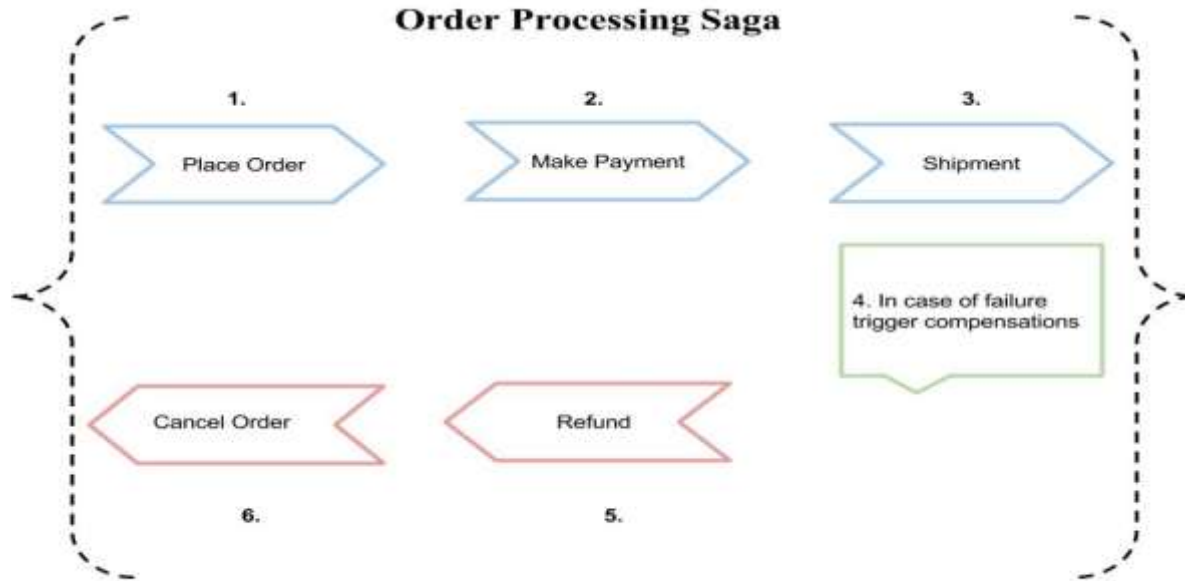 Order Processing Saga
1.
2.
3.
Place Order
Make Payment
Shipment
4. In case of failure
trigger compensations
Cancel Order
Refund
6.
5.